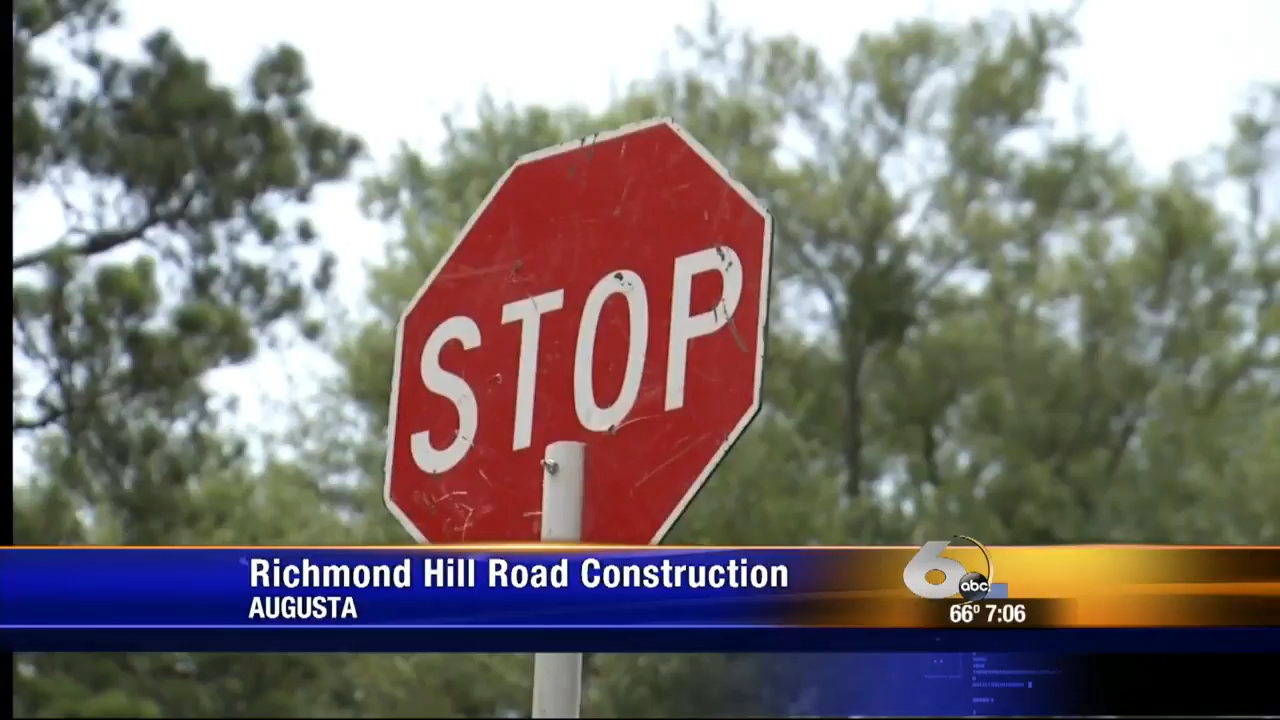 STOP
Richmond Hill Road Construction
AUGUSTA
6
abc
66° 7:06